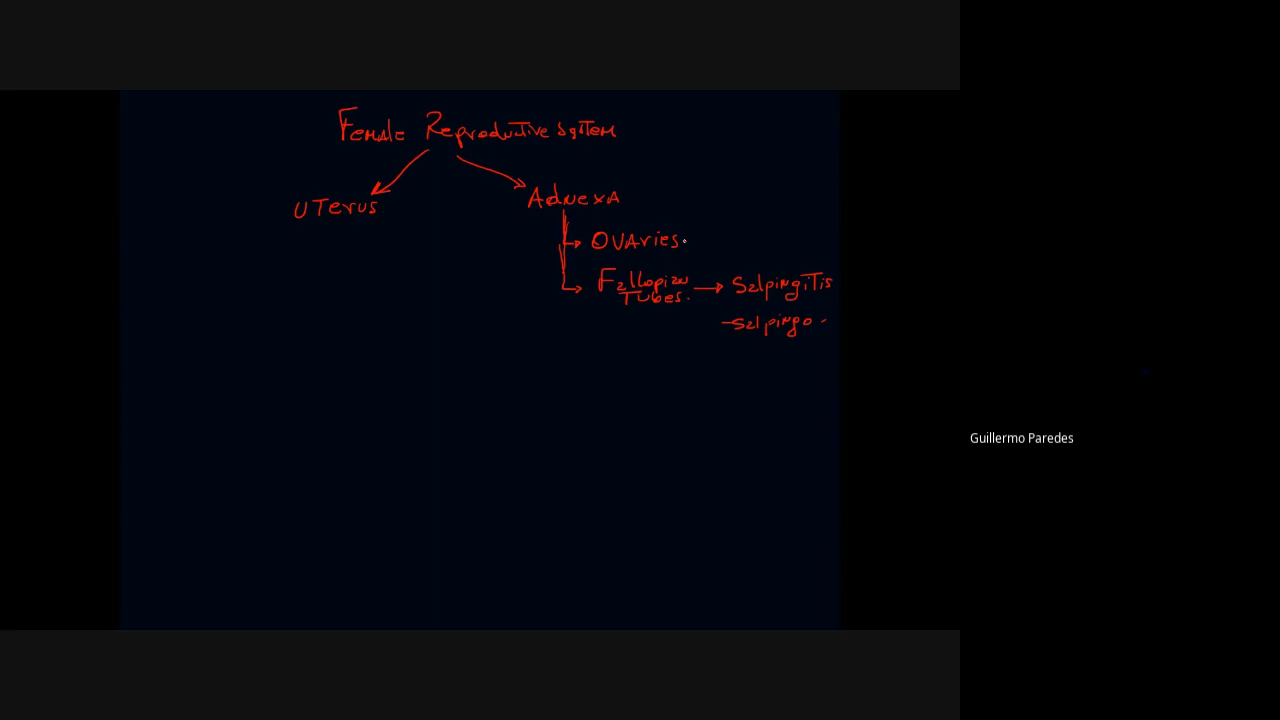 Female Reproductive System
Uterus
Adnexa
Ovaries
Fallopian
Tubes.
Salpingitis
-Salpingo-
Guillermo Paredes